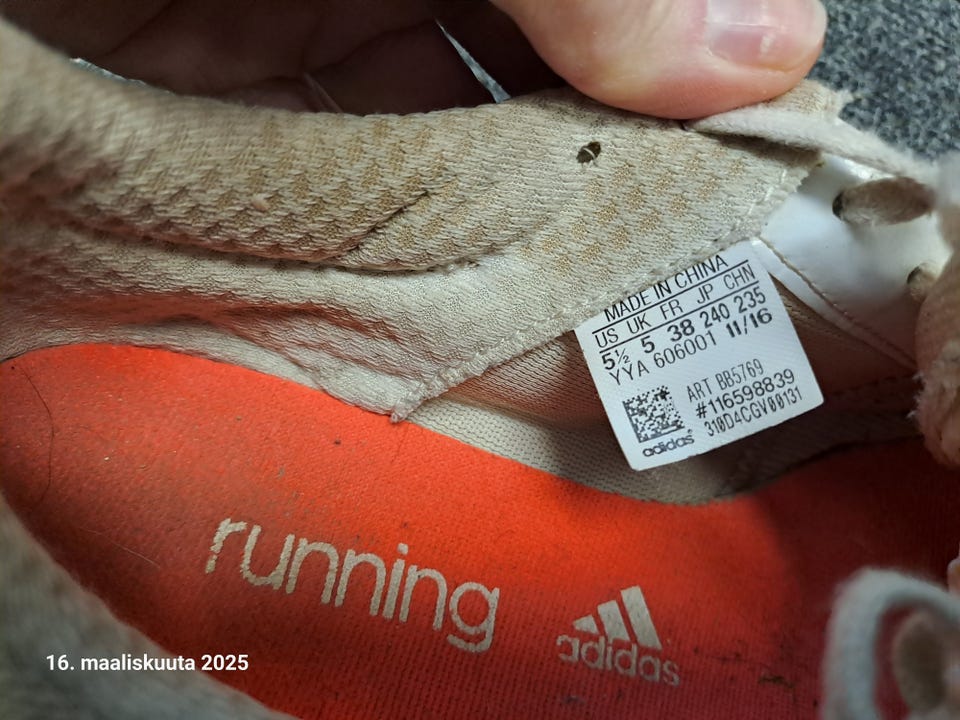 MADE IN CHINA
US UK FR JP CHN
5½ 5 38 240 235
YYA 606001 11/16
ART BB5769
#116598839
310D4CGV00131
adidas
running
adidas
16. maaliskuuta 2025